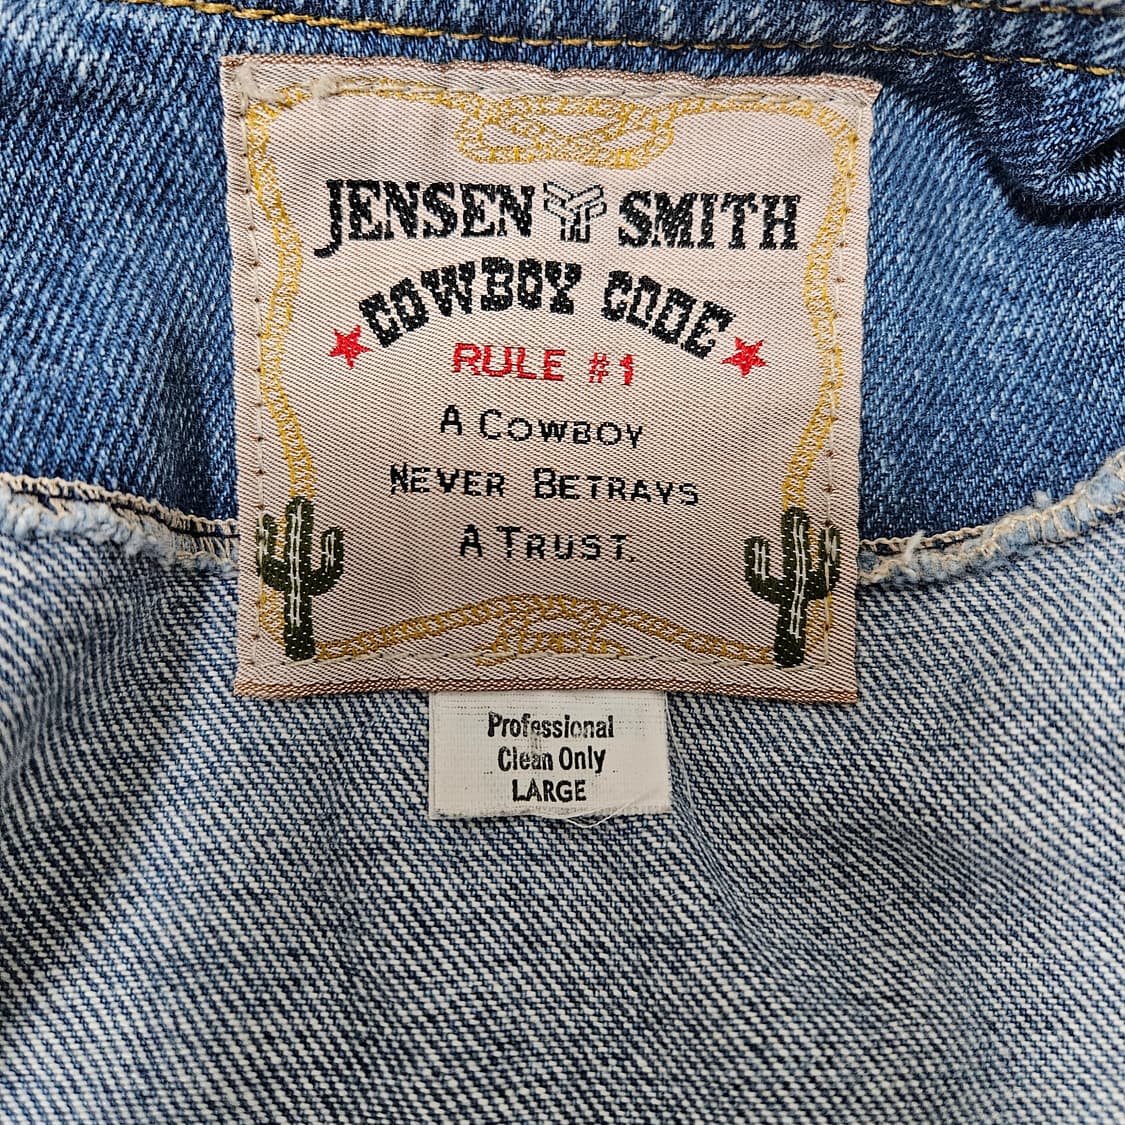 JENSEN SMITH
COWBOY CODE
RULE #1
A COWBOY
NEVER BETRAYS
A TRUST
Professional
Clean Only
LARGE